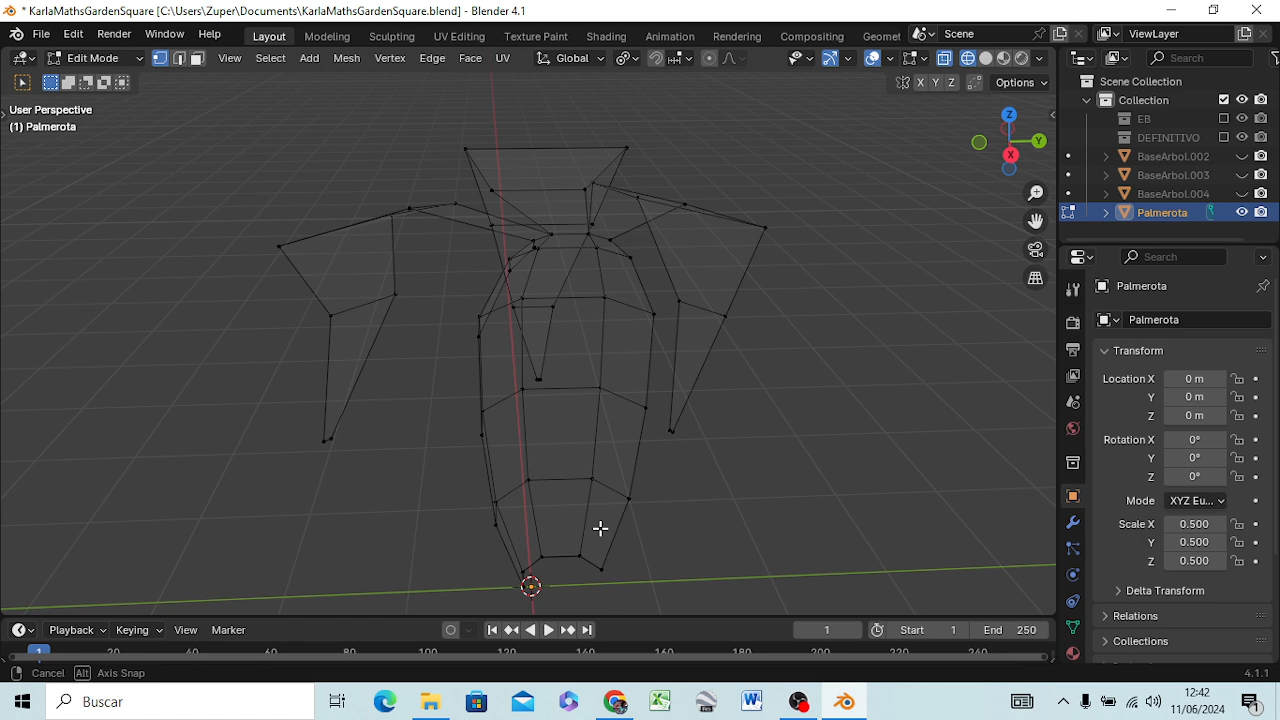 * KarlaMathsGardenSquare [C:\Users\Zuper\Documents\KarlaMathsGardenSquare.blend] - Blender 4.1
File Edit Render Window Help Layout Modeling Sculpting UV Editing Texture Paint Shading Animation Rendering Compositing Geomet Scene ViewLayer
Edit Mode View Select Add Mesh Vertex Edge Face UV Global Search
X Y Z Options
User Perspective
(1) Palmerota
Z
Y
X
Scene Collection
Collection
EB
DEFINITIVO
BaseArbol.002
BaseArbol.003
BaseArbol.004
Palmerota
Search
Palmerota
Palmerota
Transform
Location X 0 m
Y 0 m
Z 0 m
Rotation X 0°
Y 0°
Z 0°
Mode XYZ Eu...
Scale X 0.500
Y 0.500
Z 0.500
Delta Transform
Relations
Collections
Playback Keying View Marker 1 Start 1 End 250
1 20 40 60 80 100 120 140 160 180 200 220 240
Cancel Alt Axis Snap 4.1.1
Buscar 12:42
11/06/2024